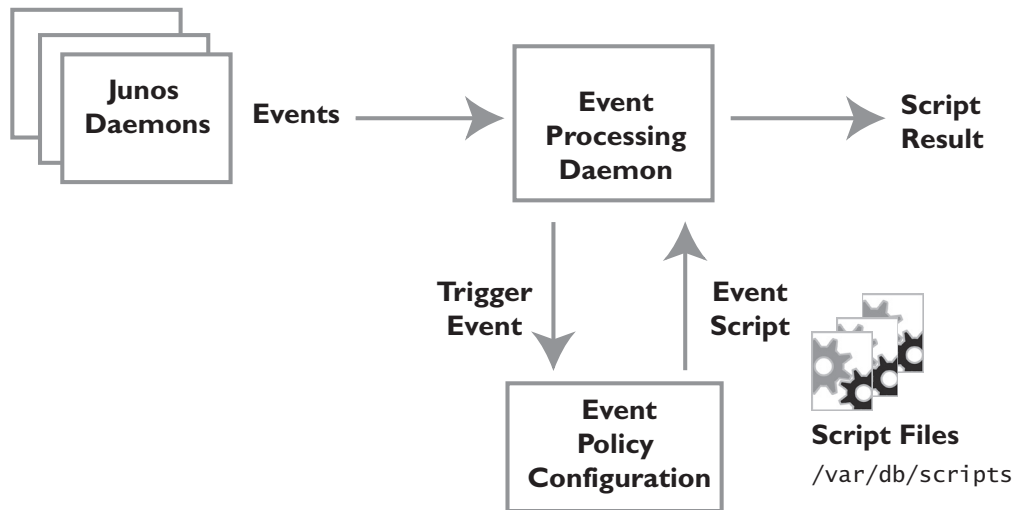 Junos
Daemons
Events
Event
Processing
Daemon
Script
Result
Trigger
Event
Event
Script
Event
Policy
Configuration
Script Files
/var/db/scripts